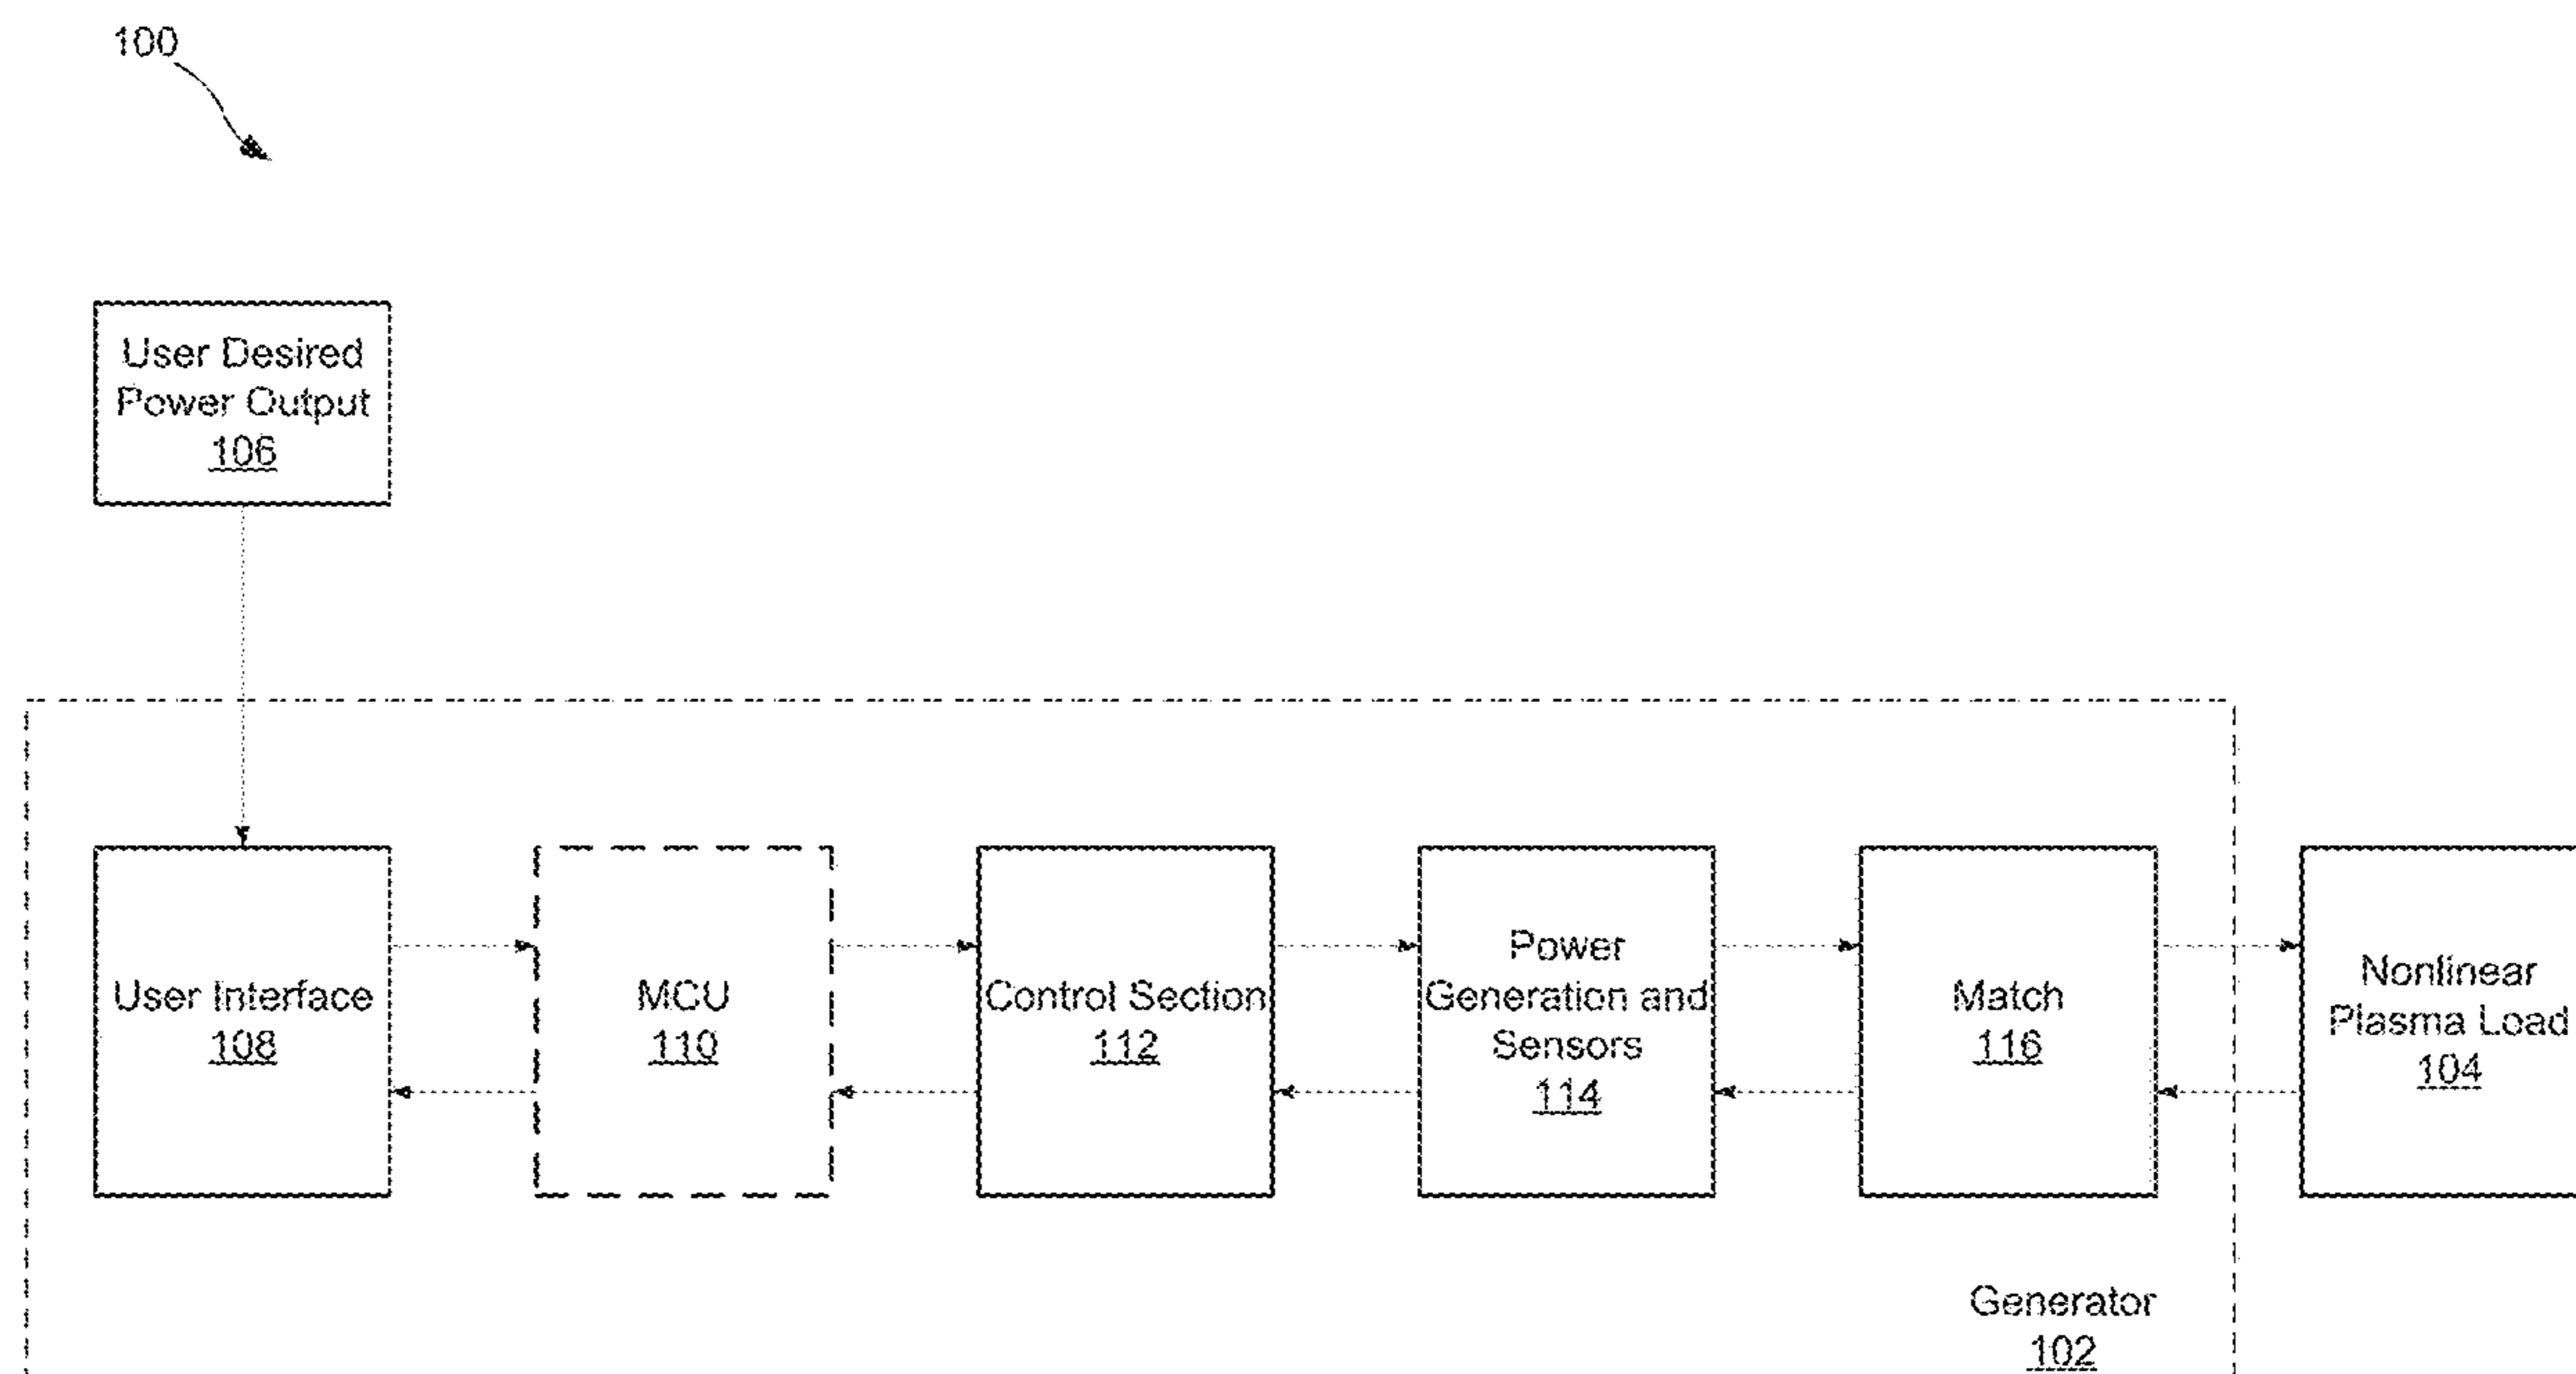 100
User Desired
Power Output
106
User Interface
108
MCU
110
Control Section
112
Power
Generation and
Sensors
114
Match
116
Nonlinear
Plasma Load
104
Generator
102